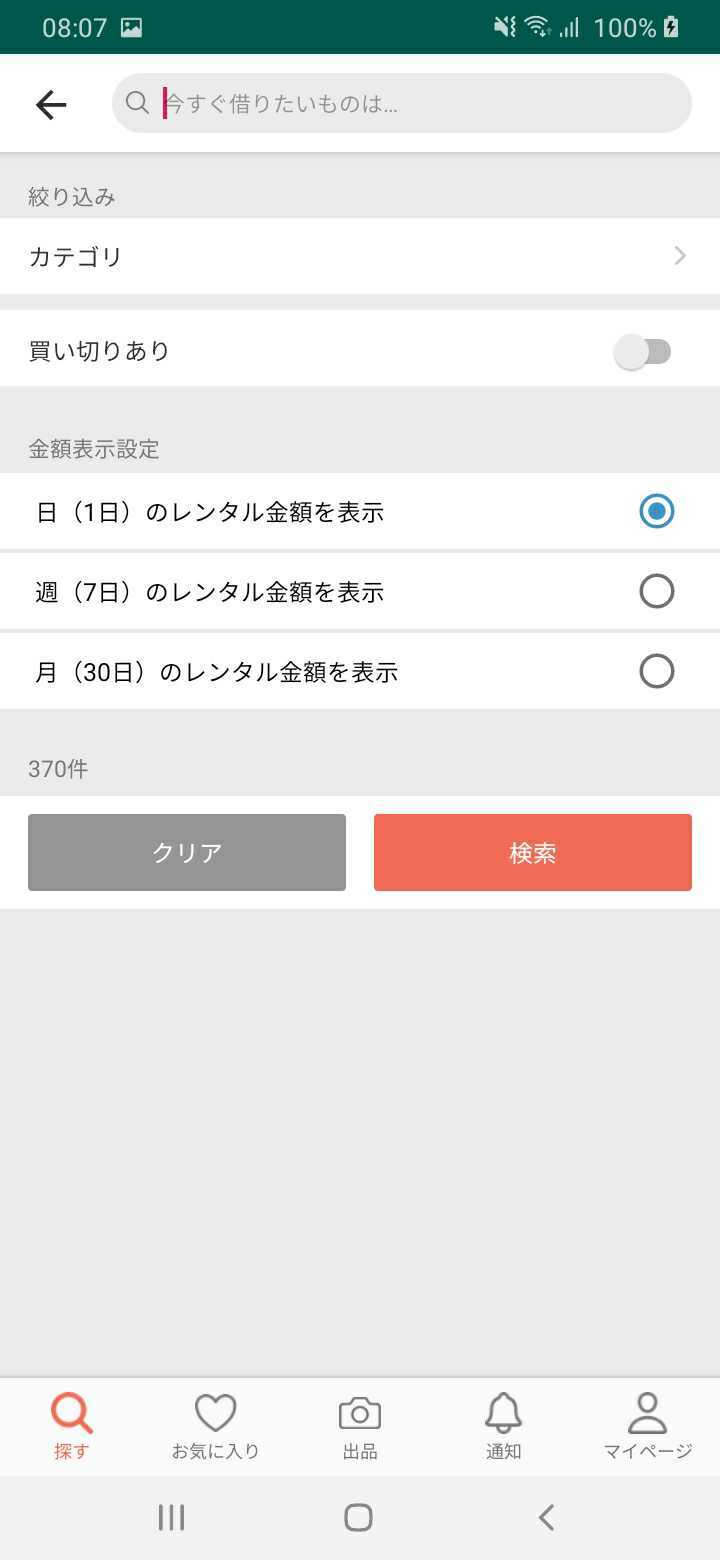 08:07
100%
今すぐ借りたいものは...
絞り込み
カテゴリ
買い切りあり
金額表示設定
日（1日）のレンタル金額を表示
週（7日）のレンタル金額を表示
月（30日）のレンタル金額を表示
370件
クリア
検索
探す
お気に入り
出品
通知
マイページ